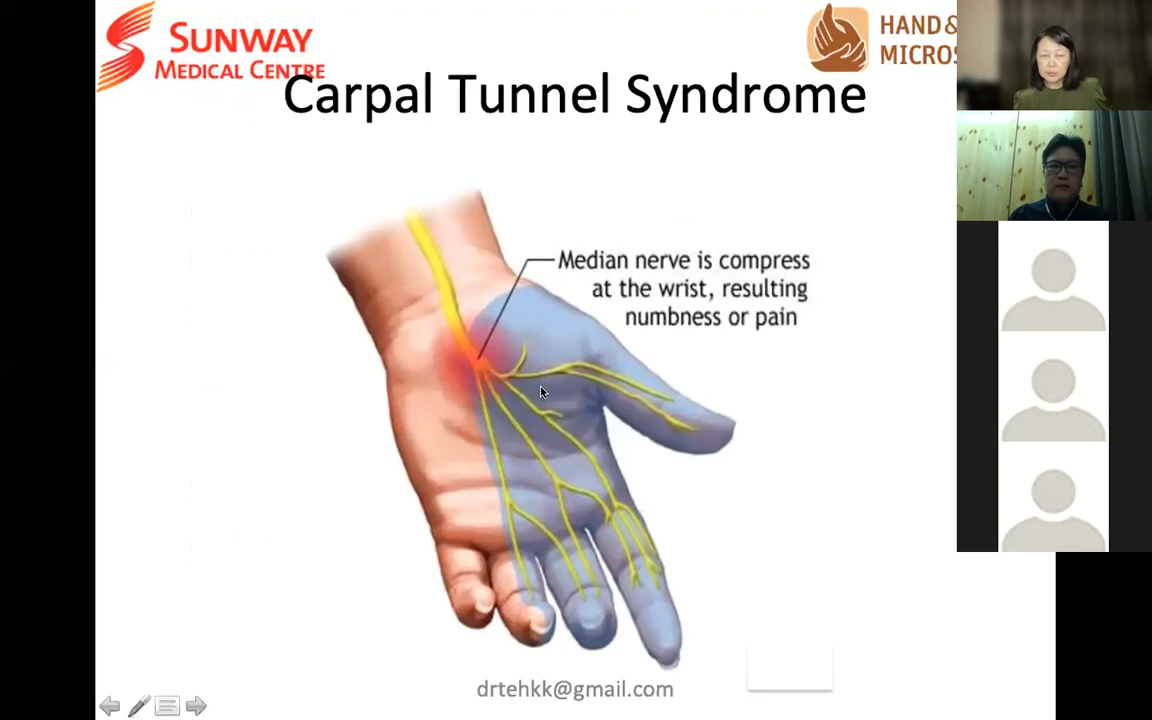 SUNWAY
MEDICAL CENTRE
HAND &
MICROS
Carpal Tunnel Syndrome
Median nerve is compress
at the wrist, resulting
numbness or pain
drtehkk@gmail.com